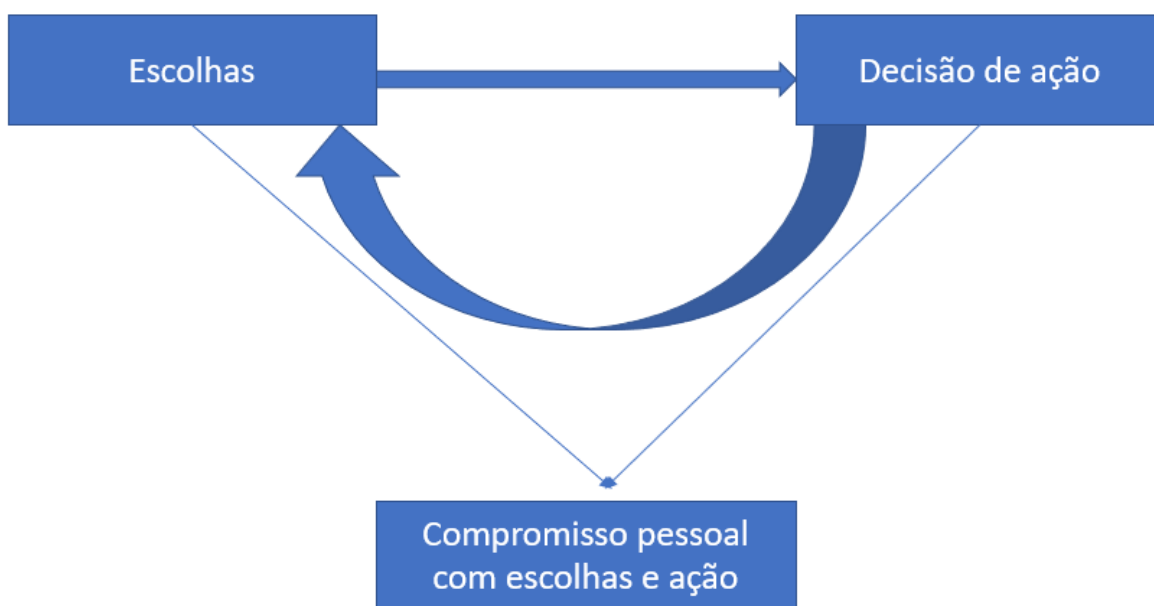 Escolhas
Decisão de ação
Compromisso pessoal
com escolhas e ação